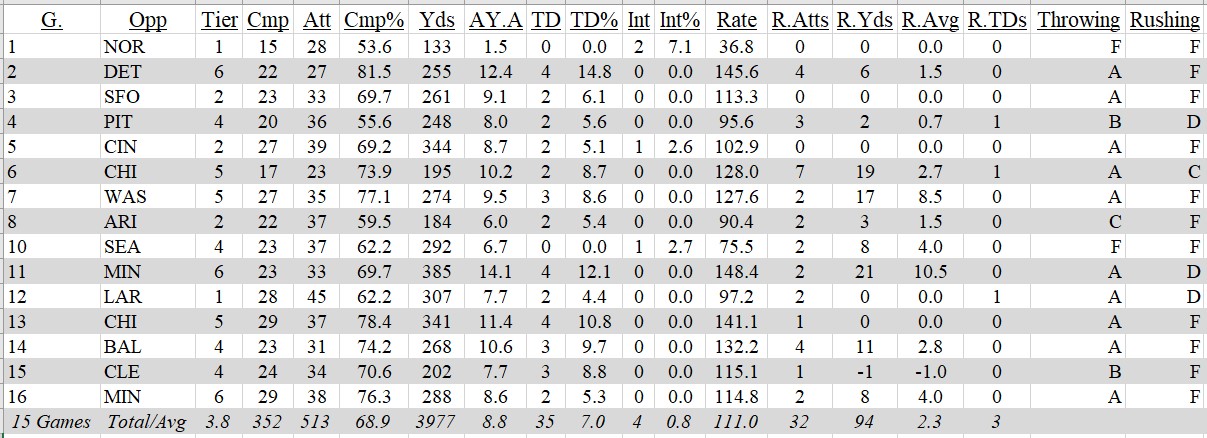 G. Opp Tier Cmp Att Cmp% Yds AY.A TD TD% Int Int% Rate R.Atts R.Yds R.Avg R.TDs Throwing Rushing
1 NOR 1 15 28 53.6 133 1.5 0 0.0 2 7.1 36.8 0 0 0.0 0 F F
2 DET 6 22 27 81.5 255 12.4 4 14.8 0 0.0 145.6 4 6 1.5 0 A F
3 SFO 2 23 33 69.7 261 9.1 2 6.1 0 0.0 113.3 0 0 0.0 0 A F
4 PIT 4 20 36 55.6 248 8.0 2 5.6 0 0.0 95.6 3 2 0.7 1 B D
5 CIN 2 27 39 69.2 344 8.7 2 5.1 1 2.6 102.9 0 0 0.0 0 A F
6 CHI 5 17 23 73.9 195 10.2 2 8.7 0 0.0 128.0 7 19 2.7 1 A C
7 WAS 5 27 35 77.1 274 9.5 3 8.6 0 0.0 127.6 2 17 8.5 0 A F
8 ARI 2 22 37 59.5 184 6.0 2 5.4 0 0.0 90.4 2 3 1.5 0 C F
10 SEA 4 23 37 62.2 292 6.7 0 0.0 1 2.7 75.5 2 8 4.0 0 F F
11 MIN 6 23 33 69.7 385 14.1 4 12.1 0 0.0 148.4 2 21 10.5 0 A D
12 LAR 1 28 45 62.2 307 7.7 2 4.4 0 0.0 97.2 2 0 0.0 1 A D
13 CHI 5 29 37 78.4 341 11.4 4 10.8 0 0.0 141.1 1 0 0.0 0 A F
14 BAL 4 23 31 74.2 268 10.6 3 9.7 0 0.0 132.2 4 11 2.8 0 A F
15 CLE 4 24 34 70.6 202 7.7 3 8.8 0 0.0 115.1 1 -1 -1.0 0 B F
16 MIN 6 29 38 76.3 288 8.6 2 5.3 0 0.0 114.8 2 8 4.0 0 A F
15 Games Total/Avg 3.8 352 513 68.9 3977 8.8 35 7.0 4 0.8 111.0 32 94 2.3 3